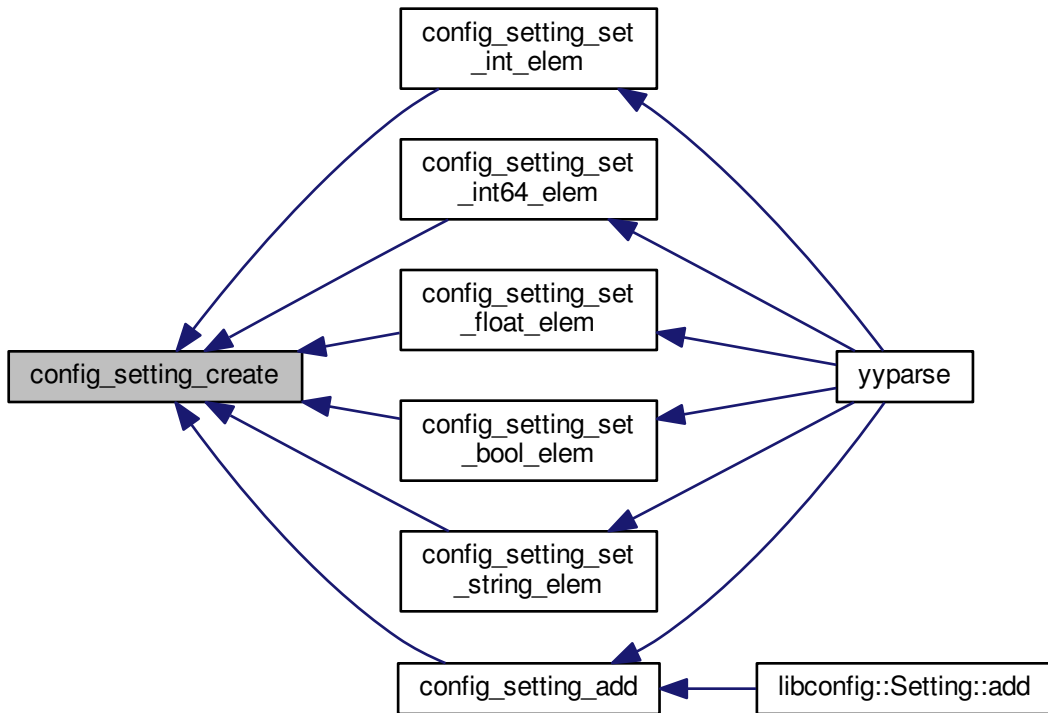 config_setting_set
_int_elem
config_setting_set
_int64_elem
config_setting_set
_float_elem
config_setting_create
yyparse
config_setting_set
_bool_elem
config_setting_set
_string_elem
config_setting_add
libconfig::Setting::add